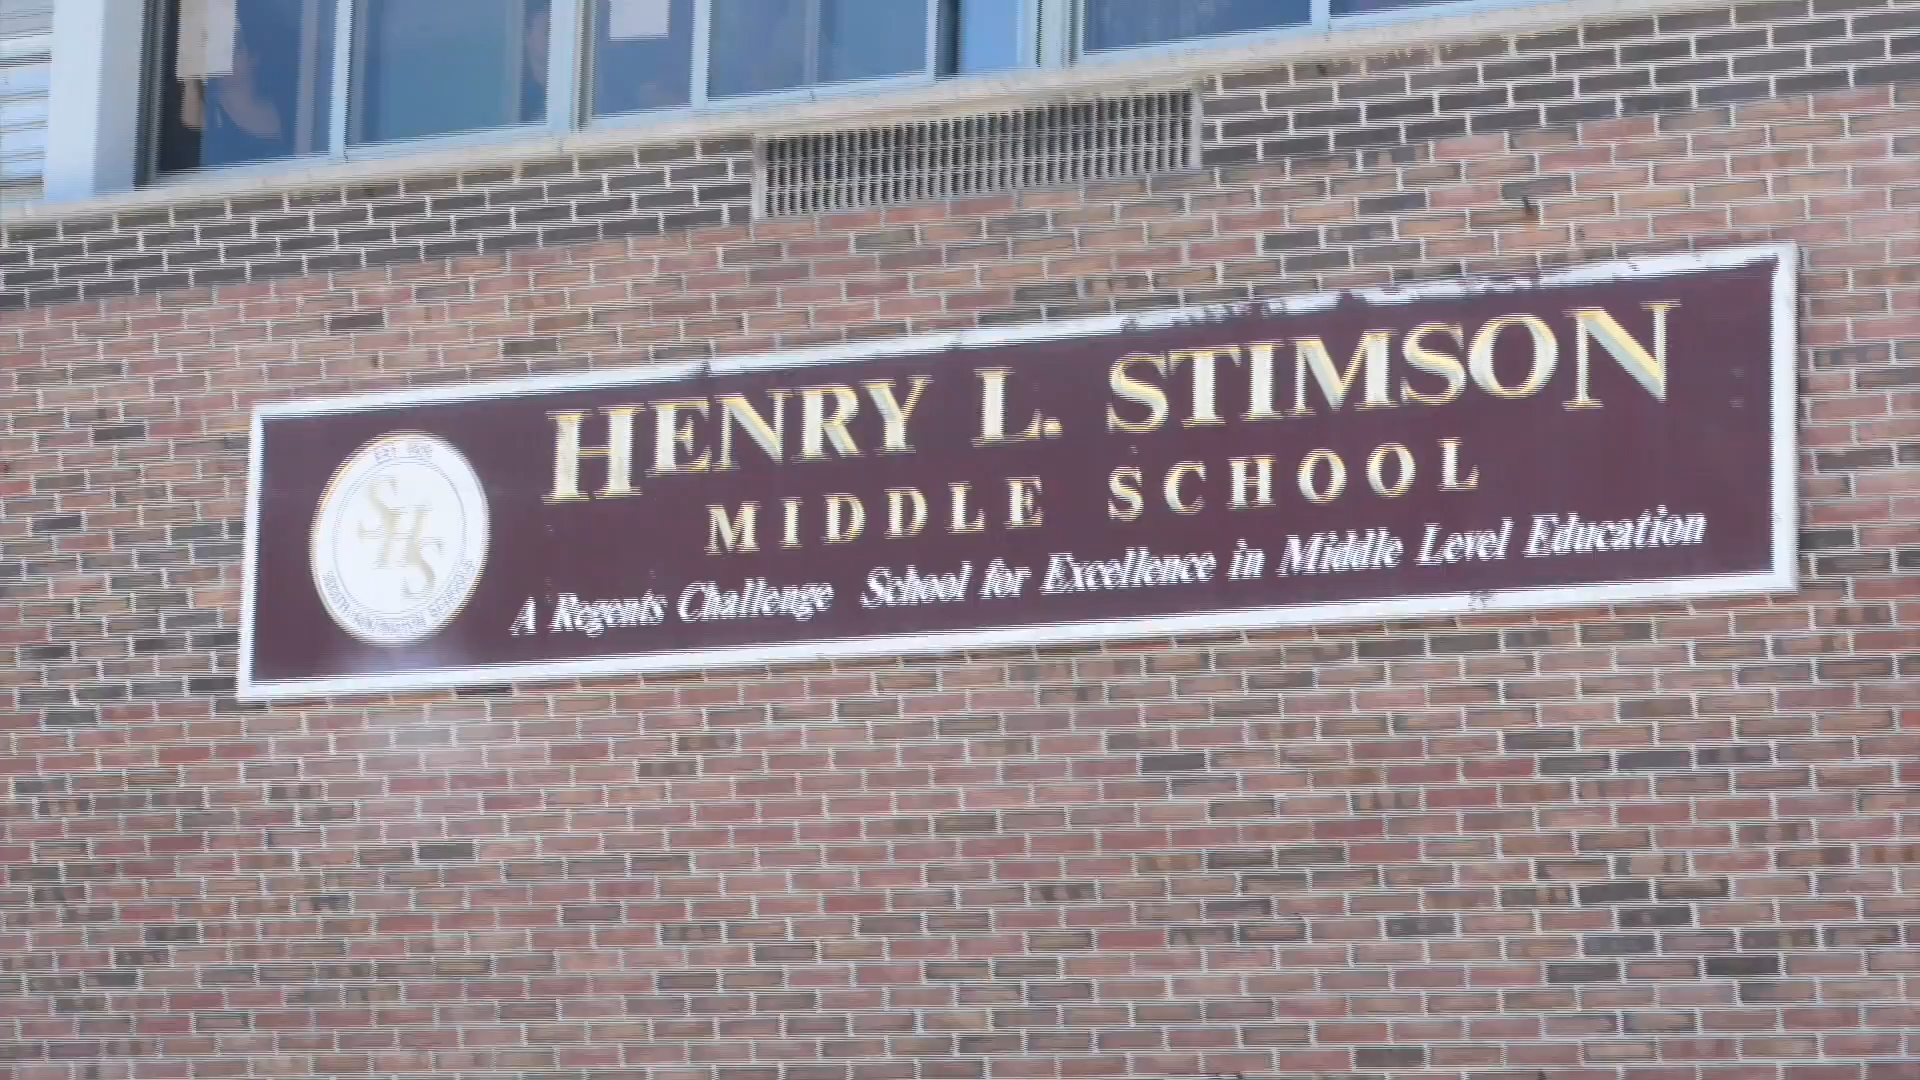 HENRY L. STIMSON
MIDDLE SCHOOL
A Regents Challenge School for Excellence in Middle Level Education
SHS